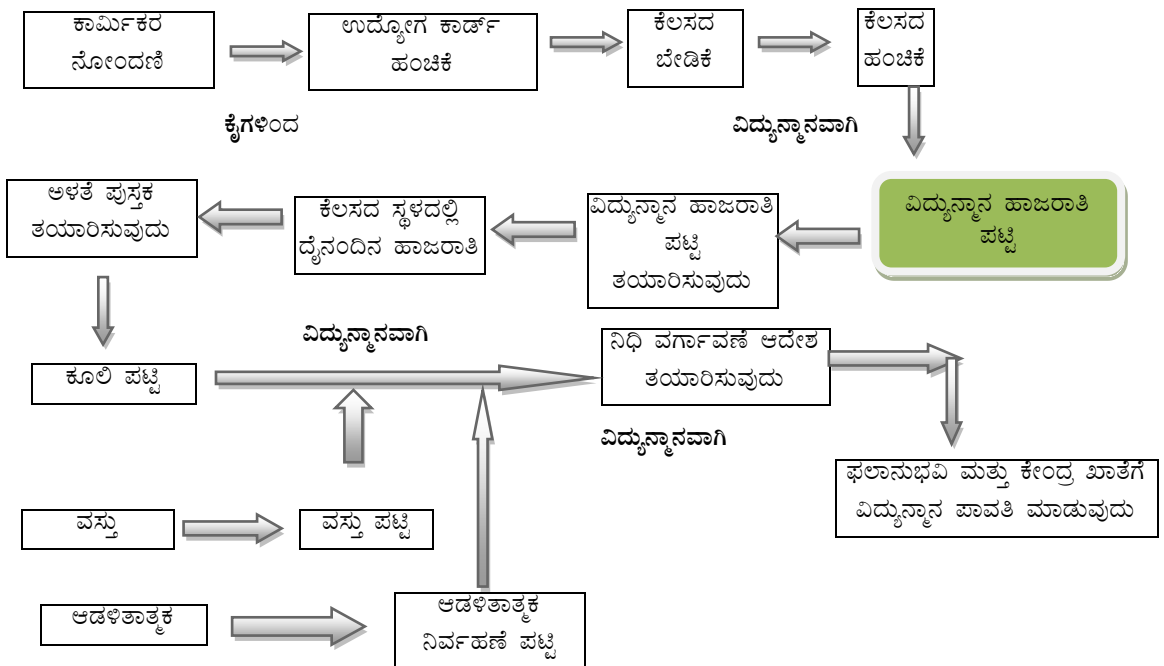 ಕಾರ್ಮಿಕರ
ನೋಂದಣಿ
ಉದ್ಯೋಗ ಕಾರ್ಡ್
ಹಂಚಿಕೆ
ಕೆಲಸದ
ಬೇಡಿಕೆ
ಕೆಲಸದ
ಹಂಚಿಕೆ
ಕೈಗಳಿಂದ
ವಿದ್ಯುನ್ಮಾನವಾಗಿ
ವಿದ್ಯುನ್ಮಾನ ಹಾಜರಾತಿ
ಪಟ್ಟಿ
ವಿದ್ಯುನ್ಮಾನ ಹಾಜರಾತಿ
ಪಟ್ಟಿ
ತಯಾರಿಸುವುದು
ಕೆಲಸದ ಸ್ಥಳದಲ್ಲಿ
ದೈನಂದಿನ ಹಾಜರಾತಿ
ಅಳತೆ ಪುಸ್ತಕ
ತಯಾರಿಸುವುದು
ಕೂಲಿ ಪಟ್ಟಿ
ವಿದ್ಯುನ್ಮಾನವಾಗಿ
ನಿಧಿ ವರ್ಗಾವಣೆ ಆದೇಶ
ತಯಾರಿಸುವುದು
ವಿದ್ಯುನ್ಮಾನವಾಗಿ
ಫಲಾನುಭವಿ ಮತ್ತು ಕೇಂದ್ರ ಖಾತೆಗೆ
ವಿದ್ಯುನ್ಮಾನ ಪಾವತಿ ಮಾಡುವುದು
ವಸ್ತು
ವಸ್ತು ಪಟ್ಟಿ
ಆಡಳಿತಾತ್ಮಕ
ಆಡಳಿತಾತ್ಮಕ
ನಿರ್ವಹಣೆ ಪಟ್ಟಿ